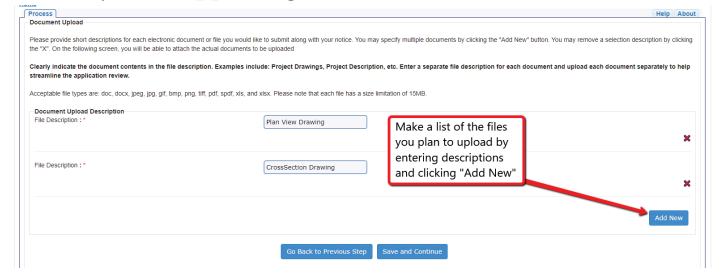 Process
Help About
Document Upload
Please provide short descriptions for each electronic document or file you would like to submit along with your notice. You may specify multiple documents by clicking the "Add New" button. You may remove a selection description by clicking
the "X". On the following screen, you will be able to attach the actual documents to be uploaded
Clearly indicate the document contents in the file description. Examples include: Project Drawings, Project Description, etc. Enter a separate file description for each document and upload each document separately to help
streamline the application review.
Acceptable file types are: doc, docx, jpeg, jpg, gif, bmp, png, tiff, pdf, spdf, xls, and xlsx. Please note that each file has a size limitation of 15MB.
Document Upload Description
File Description : *
Plan View Drawing
Make a list of the files
you plan to upload by
entering descriptions
and clicking "Add New"
File Description : *
CrossSection Drawing
Add New
Go Back to Previous Step
Save and Continue